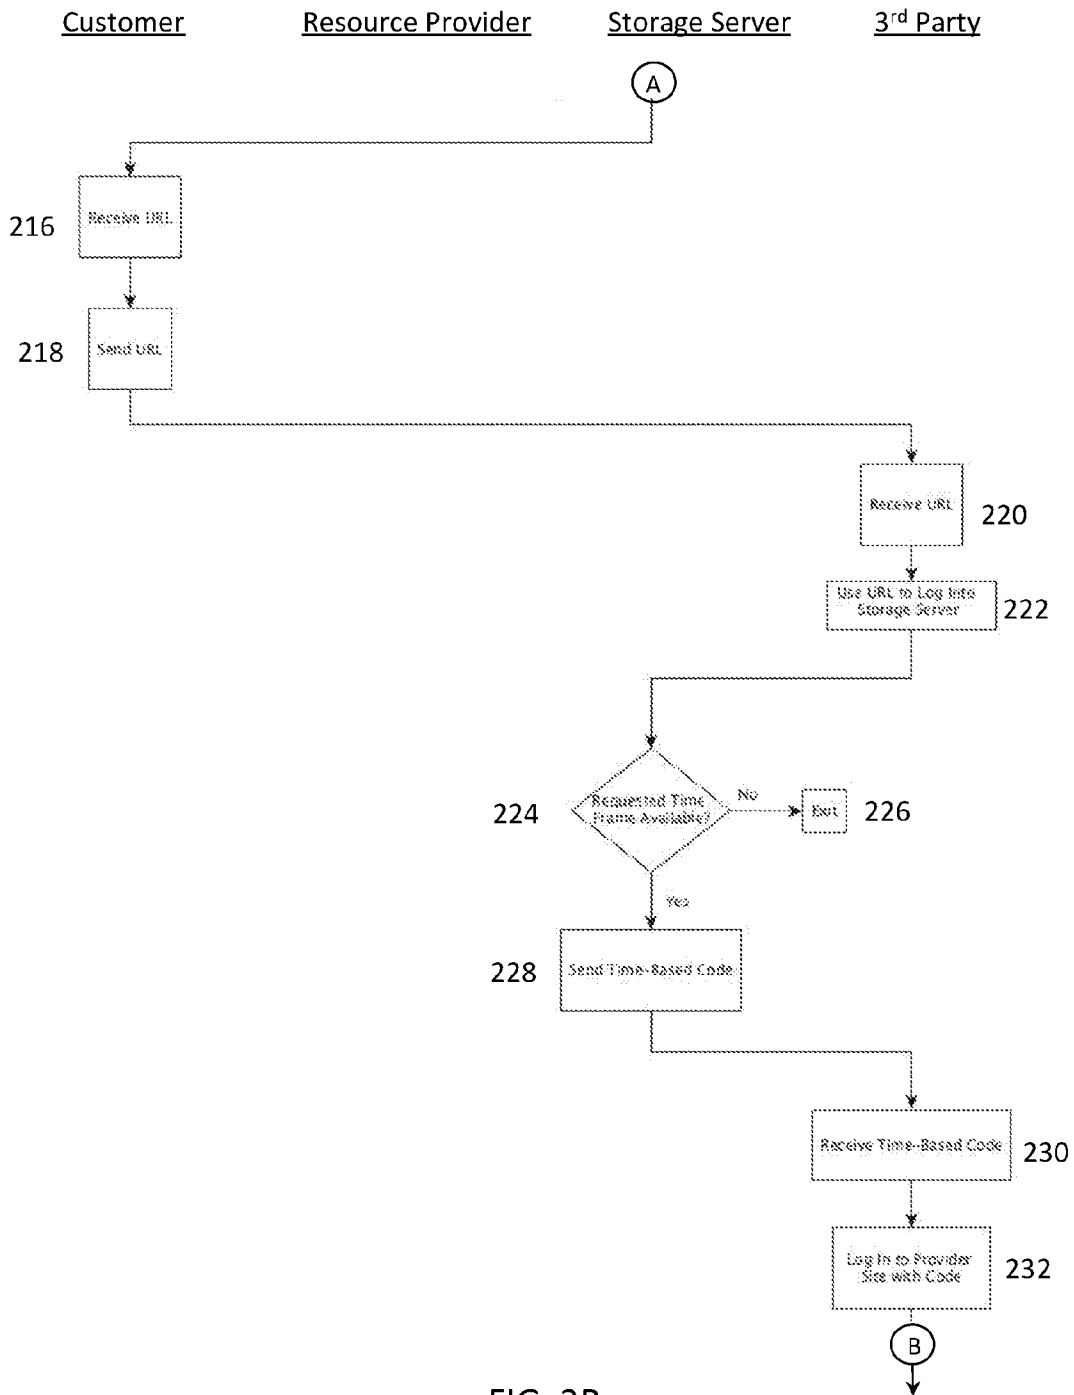 Customer Resource Provider Storage Server 3rd Party
A
Receive URL
216
Send URL
218
Receive URL
220
Use URL to Log Into
Storage Server
222
224
Requested Time
Frame Available?
No
Exit
226
Yes
228
Send Time-Based Code
Receive Time-Based Code
230
Log In to Provider
Site with Code
232
B